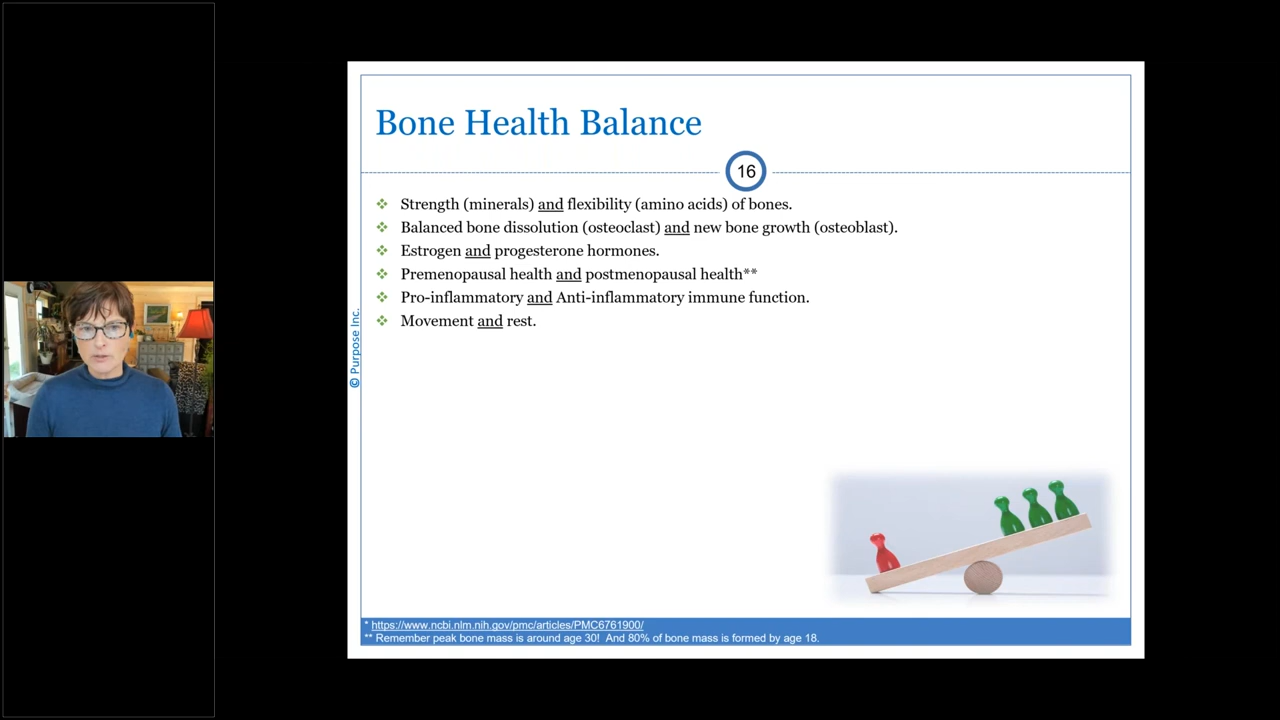 Bone Health Balance
16
❖ Strength (minerals) and flexibility (amino acids) of bones.
❖ Balanced bone dissolution (osteoclast) and new bone growth (osteoblast).
❖ Estrogen and progesterone hormones.
❖ Premenopausal health and postmenopausal health**
❖ Pro-inflammatory and Anti-inflammatory immune function.
❖ Movement and rest.
© Purpose Inc.
* https://www.ncbi.nlm.nih.gov/pmc/articles/PMC6761900/
** Remember peak bone mass is around age 30! And 80% of bone mass is formed by age 18.